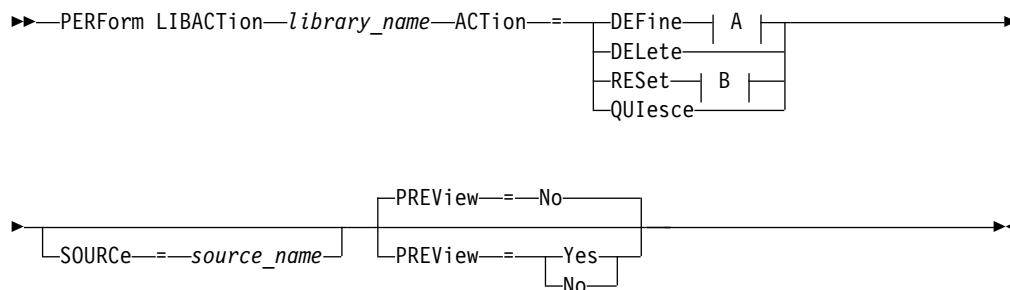 PERForm LIBACTion library_name ACTion = DEFine A
DELete
RESet B
QUIesce
PREView = No
SOURCe = source_name
PREView = Yes
No